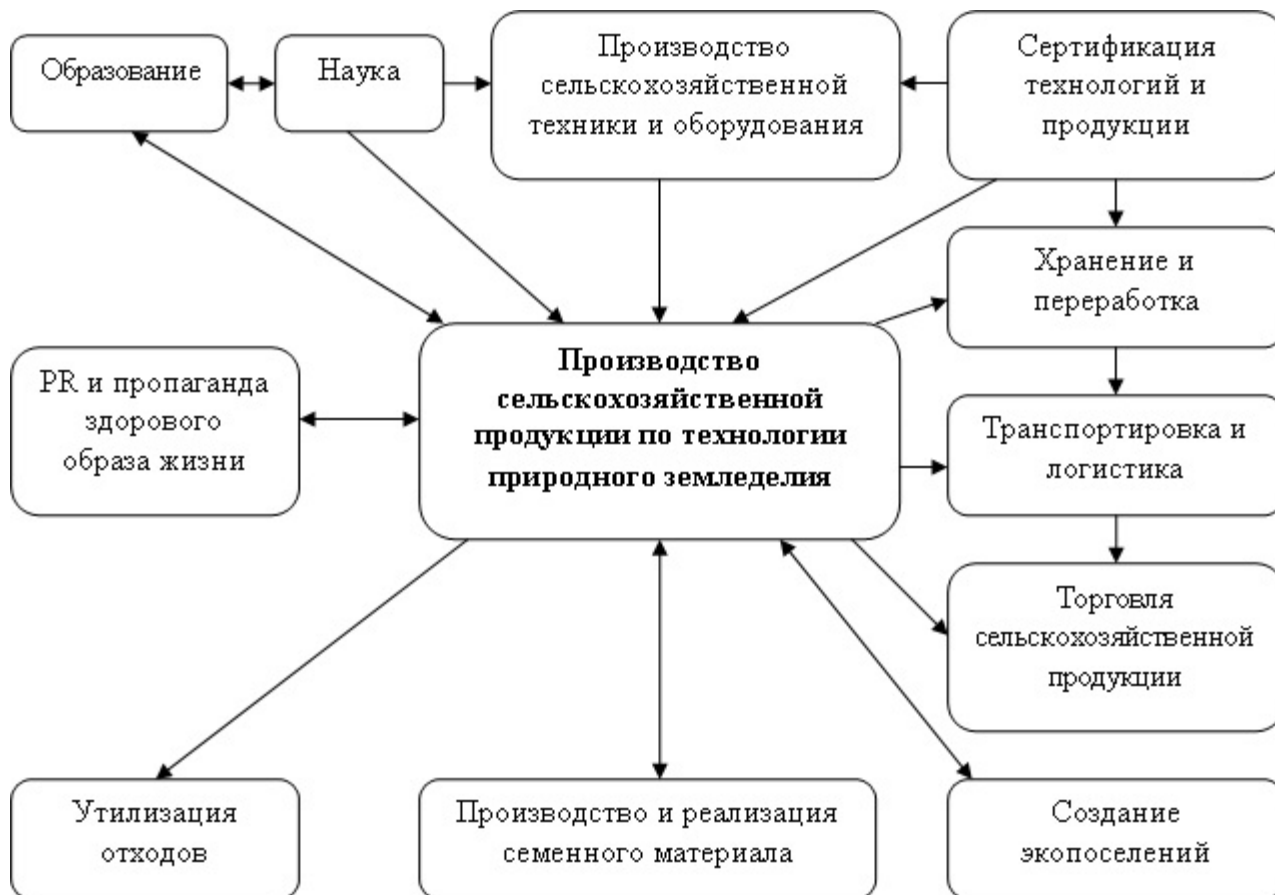 Образование
Наука
Производство
сельскохозяйственной
техники и оборудования
Сертификация
технологий и
продукции
Хранение и
переработка
PR и пропаганда
здорового
образа жизни
Производство
сельскохозяйственной
продукции по технологии
природного земледелия
Транспортировка и
логистика
Торговля
сельскохозяйственной
продукции
Утилизация
отходов
Производство и реализация
семенного материала
Создание
экопоселений